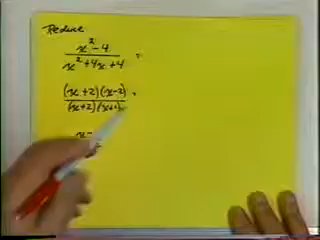 Reduce
x²-4
x²+4x+4 =
(x+2)(x-2) =
(x+2)(x+2)
x-